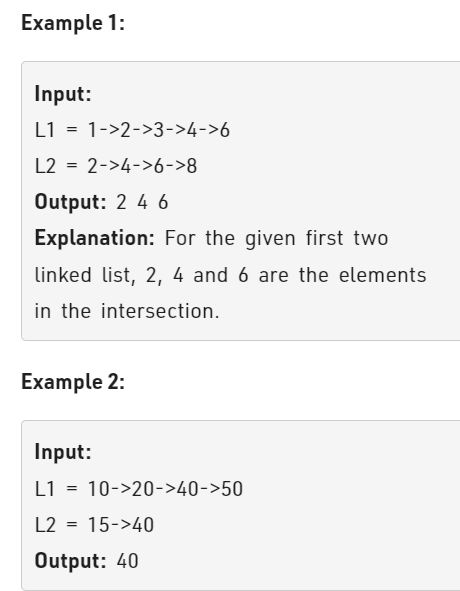 Example 1:
Input:
L1 = 1->2->3->4->6
L2 = 2->4->6->8
Output: 2 4 6
Explanation: For the given first two
linked list, 2, 4 and 6 are the elements
in the intersection.
Example 2:
Input:
L1 = 10->20->40->50
L2 = 15->40
Output: 40